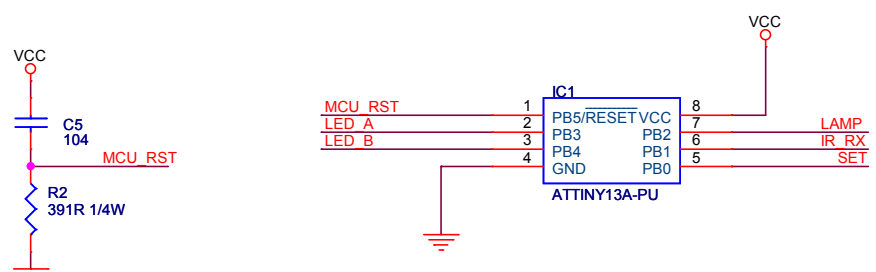 VCC
C5
104
MCU_RST
R2
391R 1/4W
VCC
IC1
MCU_RST 1 PB5/RESET VCC 8
LED_A 2 PB3 PB2 7 LAMP
LED_B 3 PB4 PB1 6 IR_RX
4 GND PB0 5 SET
ATTINY13A-PU